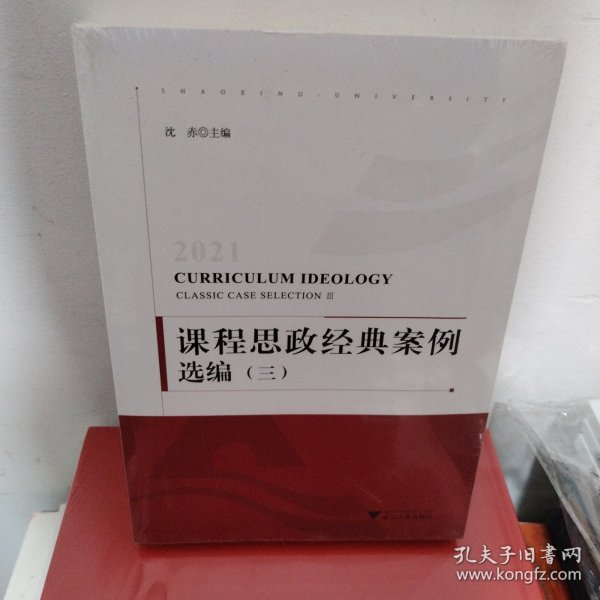 SHAOXING UNIVERSITY
沈 赤◎主编
2021
CURRICULUM IDEOLOGY
CLASSIC CASE SELECTION Ⅲ
课程思政经典案例
选编（三）
孔夫子旧书网
www.kongfz.com